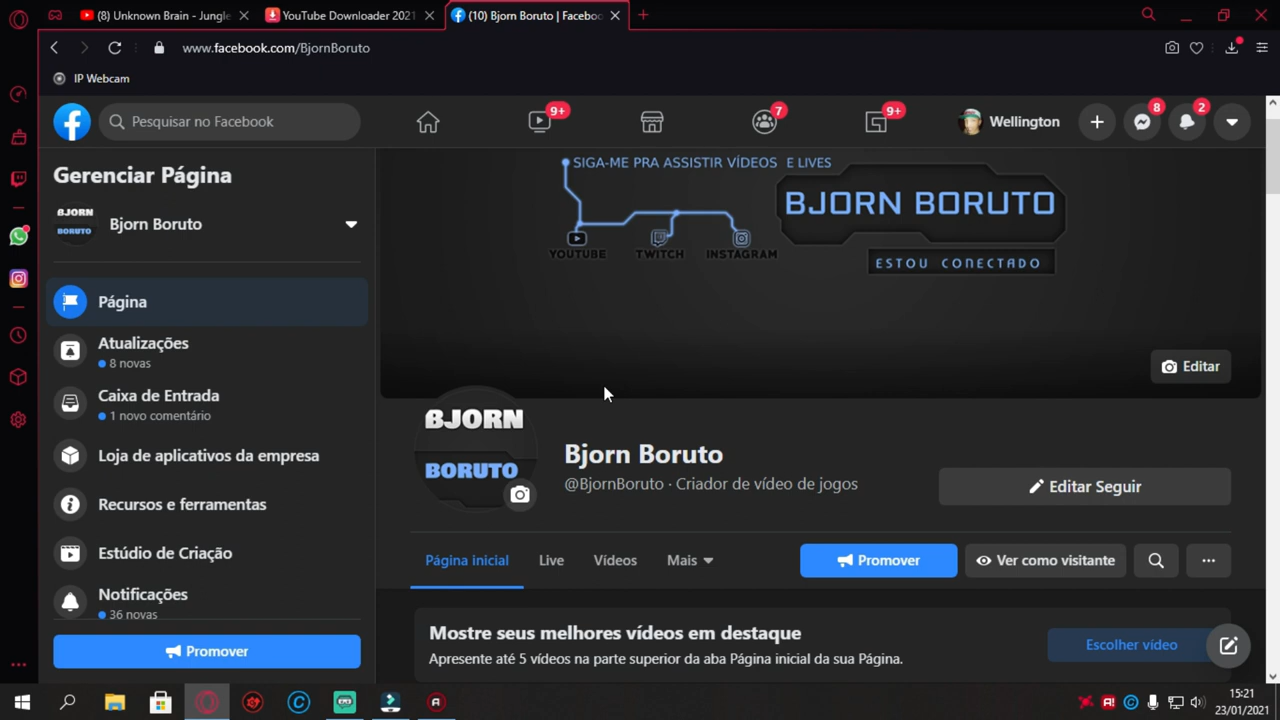 (8) Unknown Brain - Jungle
YouTube Downloader 2021
(10) Bjorn Boruto | Faceboo
www.facebook.com/BjornBoruto
IP Webcam
Pesquisar no Facebook
9+
7
9+
Wellington
8
2
Gerenciar Página
BJORN
BORUTO
Bjorn Boruto
Página
Atualizações
8 novas
Caixa de Entrada
1 novo comentário
Loja de aplicativos da empresa
Recursos e ferramentas
Estúdio de Criação
Notificações
36 novas
Promover
SIGA-ME PRA ASSISTIR VÍDEOS E LIVES
BJORN BORUTO
YOUTUBE TWITCH INSTAGRAM
ESTOU CONECTADO
Editar
BJORN
BORUTO
Bjorn Boruto
@BjornBoruto · Criador de vídeo de jogos
Editar Seguir
Página inicial Live Vídeos Mais
Promover
Ver como visitante
Mostre seus melhores vídeos em destaque
Apresente até 5 vídeos na parte superior da aba Página inicial da sua Página.
Escolher vídeo
15:21
23/01/2021